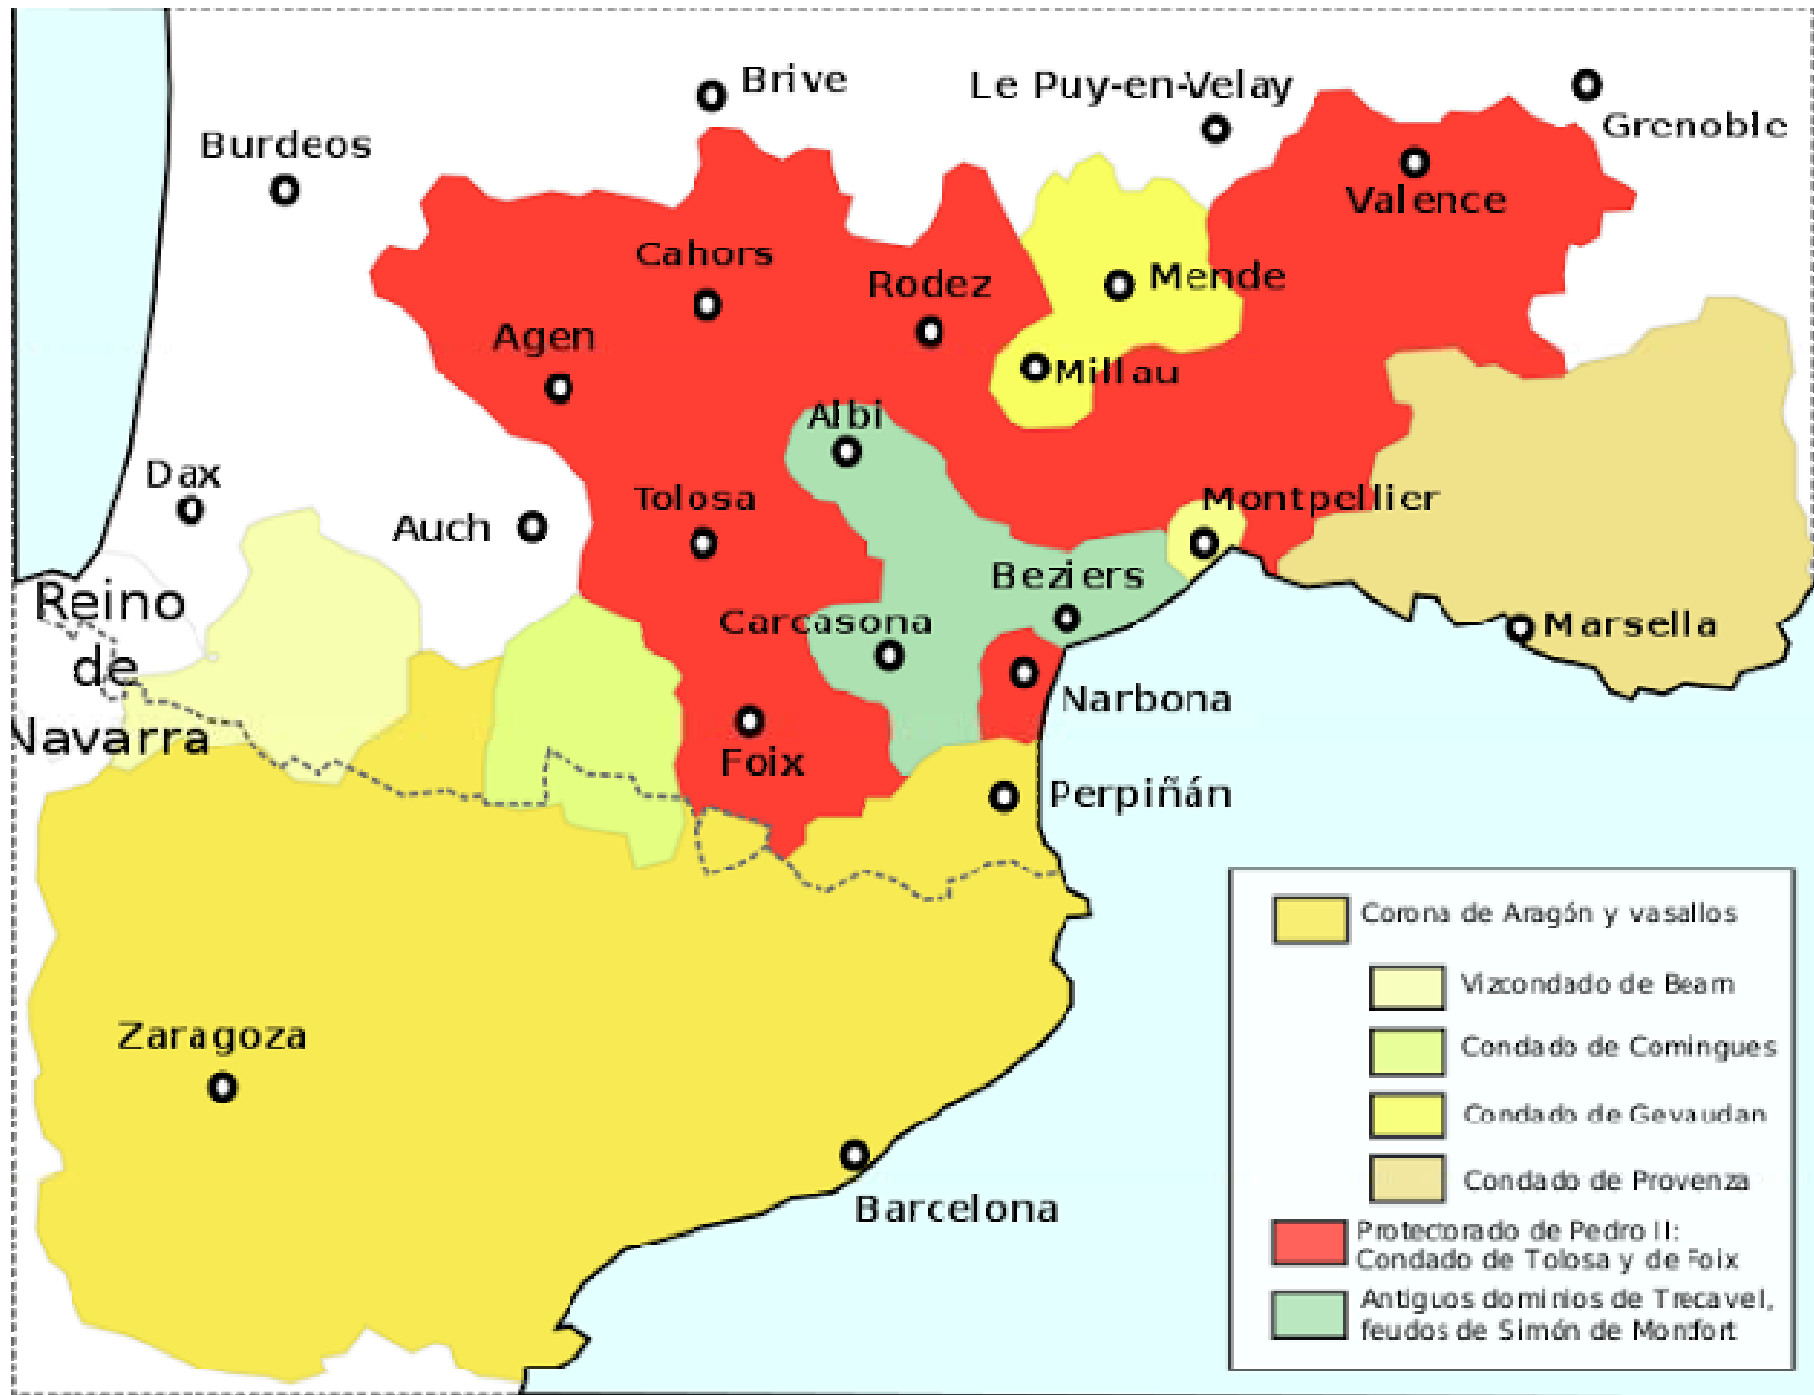 Brive
Le Puy-en-Velay
Grenoble
Burdeos
Valence
Cahors
Rodez
Mende
Agen
Millau
Albi
Dax
Auch
Tolosa
Montpellier
Beziers
Reino
de
Navarra
Carcasona
Marsella
Narbona
Foix
Perpiñán
Zaragoza
Barcelona
Corona de Aragón y vasallos
Vizcondado de Bearn
Condado de Comingues
Condado de Gevaudan
Condado de Provenza
Protectorado de Pedro II:
Condado de Tolosa y de Foix
Antiguos dominios de Trecavel,
feudos de Simón de Montfort